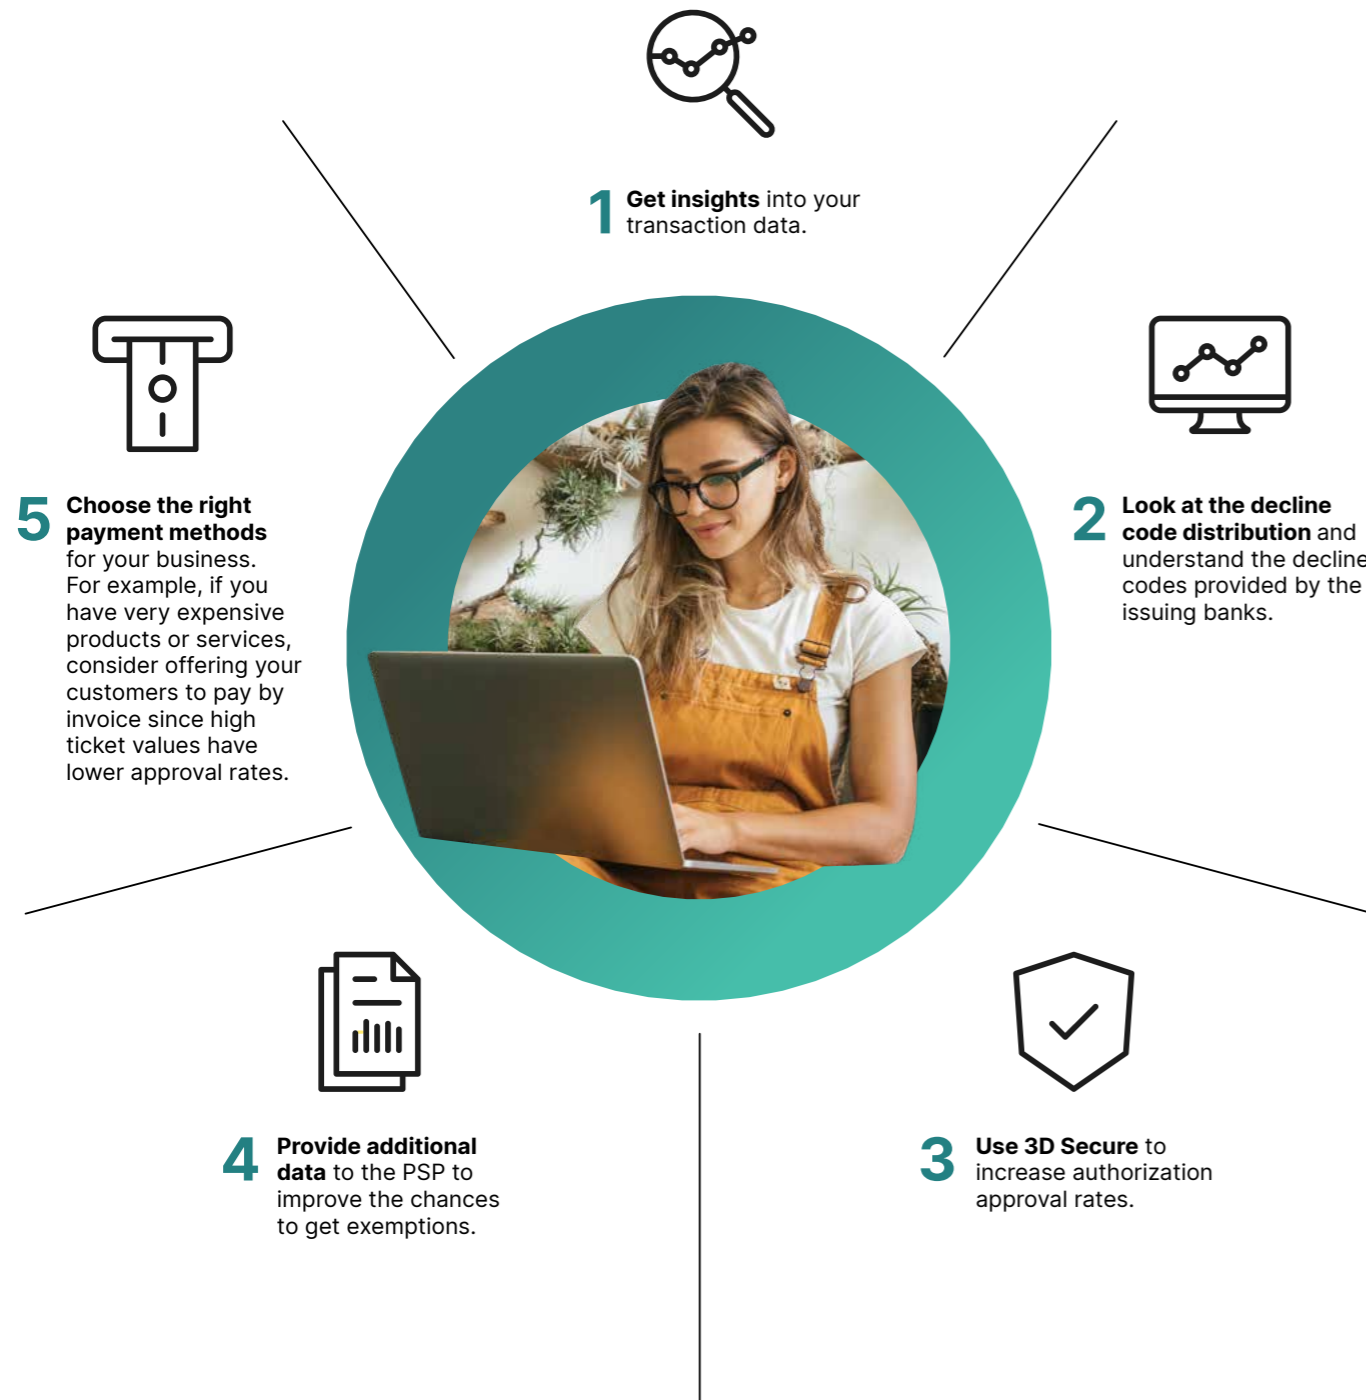 1
Get insights into your
transaction data.
2
Look at the decline
code distribution and
understand the decline
codes provided by the
issuing banks.
3
Use 3D Secure to
increase authorization
approval rates.
4
Provide additional
data to the PSP to
improve the chances
to get exemptions.
5
Choose the right
payment methods
for your business.
For example, if you
have very expensive
products or services,
consider offering your
customers to pay by
invoice since high
ticket values have
lower approval rates.